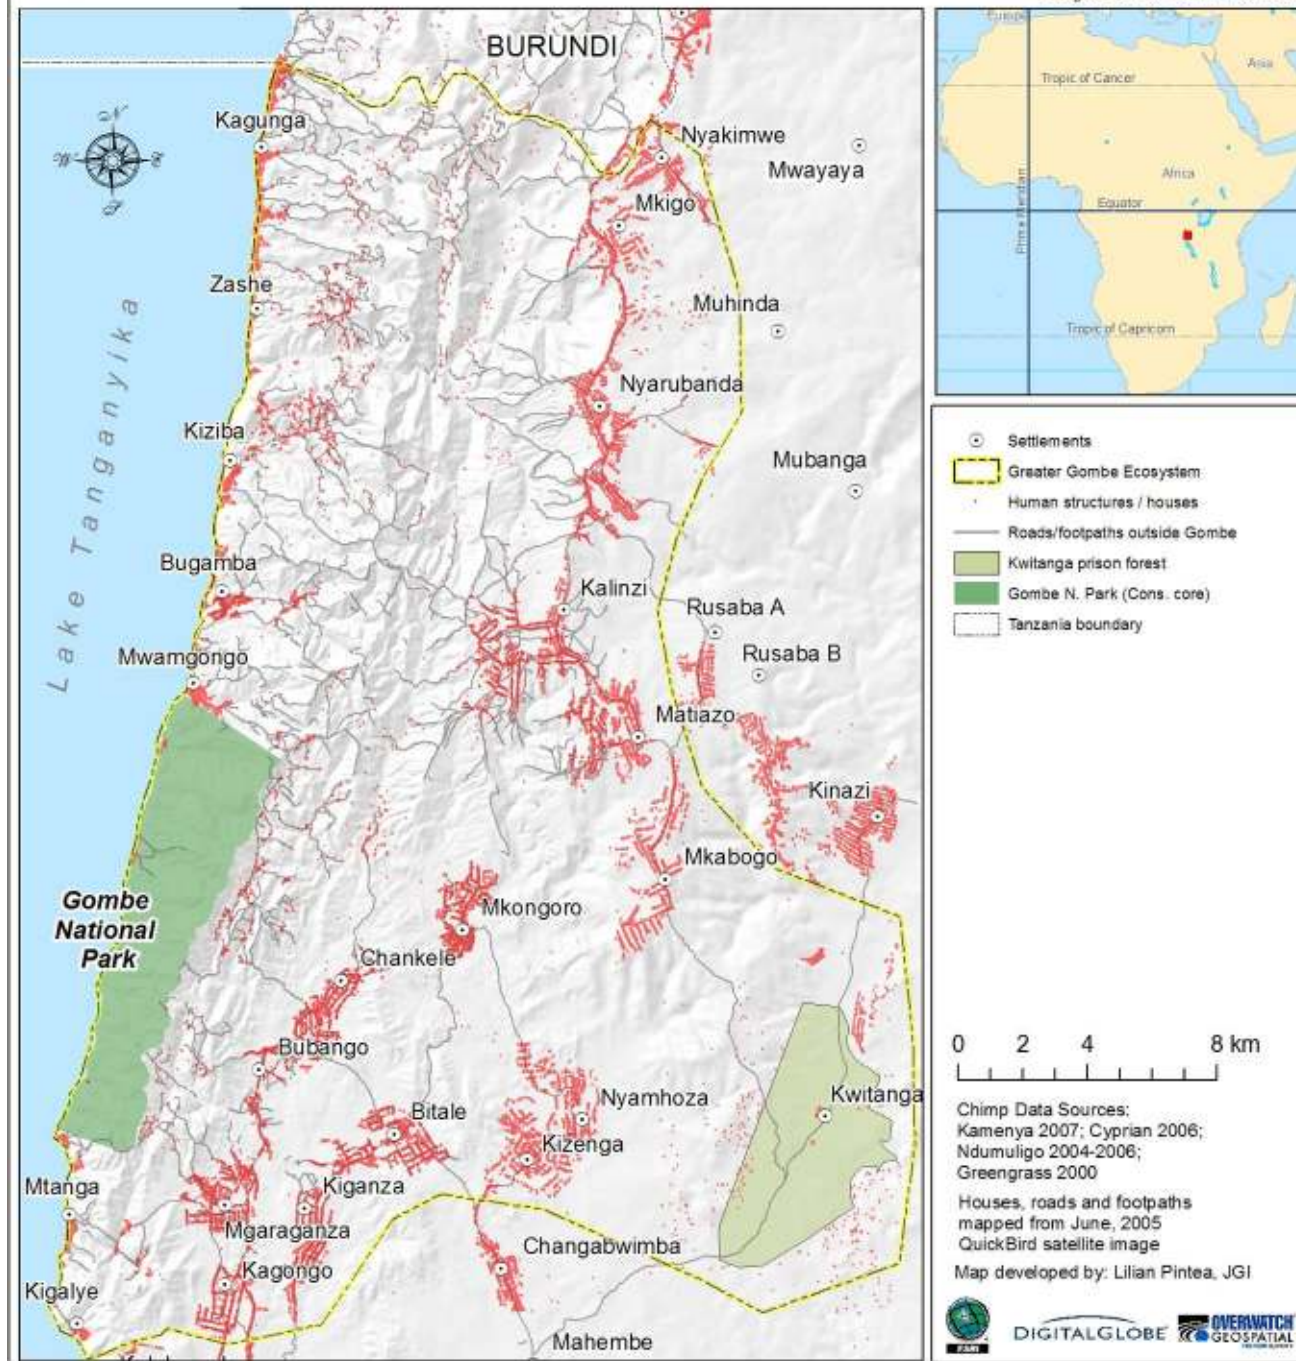 BURUNDI
Kagunga
Nyakimwe
Mwayaya
Mkigo
Zashe
Muhinda
Lake Tanganyika
Nyarubanda
Kiziba
Mubanga
Bugamba
Kalinzi
Rusaba A
Mwamgongo
Rusaba B
Matiazo
Kinazi
Mkabogo
Gombe
National
Park
Mkongoro
Chankele
Bubango
Nyamhoza
Kwitanga
Bitale
Kizenga
Mtanga
Kiganza
Mgaraganza
Changabwimba
Kagongo
Kigalye
Mahembe
Europe
Asia
Tropic of Cancer
Africa
Equator
Prime Meridian
Tropic of Capricorn
Settlements
Greater Gombe Ecosystem
Human structures / houses
Roads/footpaths outside Gombe
Kwitanga prison forest
Gombe N. Park (Cons. core)
Tanzania boundary
0 2 4 8 km
Chimp Data Sources:
Kamenya 2007; Cyprian 2006;
Ndumuligo 2004-2006;
Greengrass 2000
Houses, roads and footpaths
mapped from June, 2005
QuickBird satellite image
Map developed by: Lilian Pintea, JGI
ESRI
DIGITALGLOBE
OVERWATCH
GEOSPATIAL